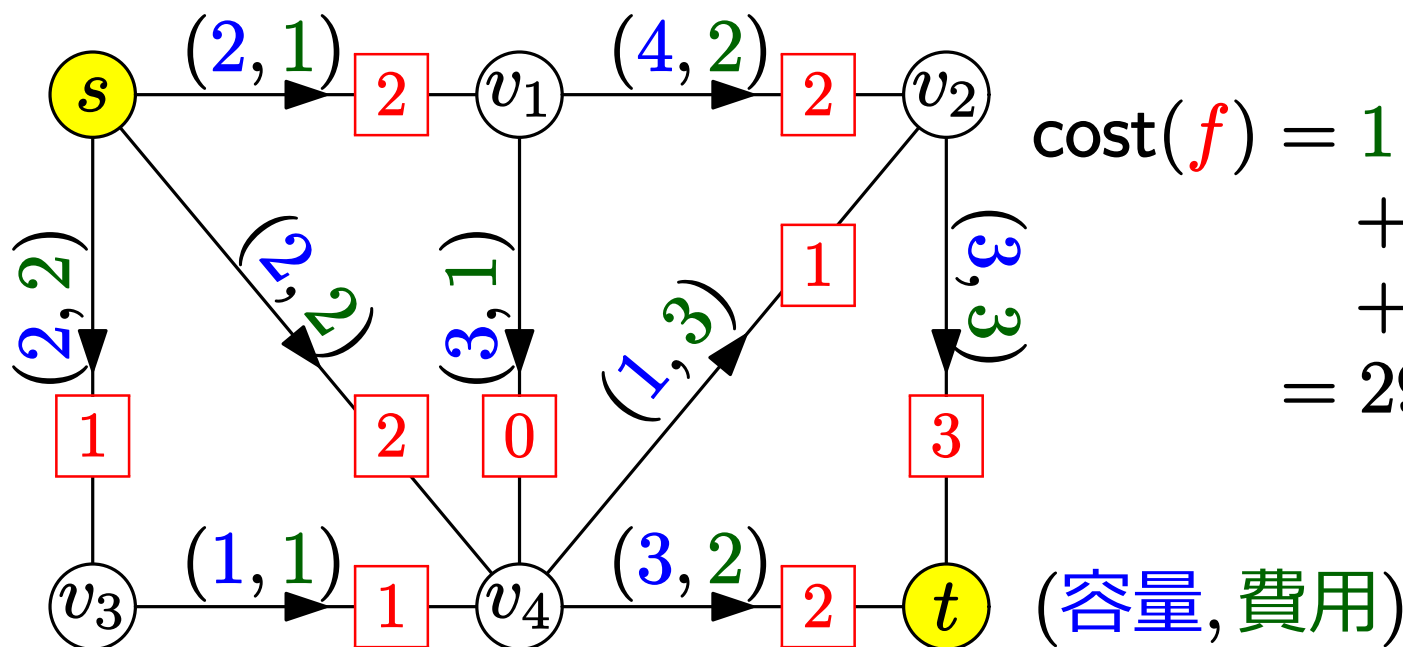 (2, 1) (4, 2)
s 2 v1 2 v2
cost(f) = 1
+
(2, 2) (2, 2) (3, 1) (1, 3) 1 (3, 3)
+
= 29
1 2 0 3
(1, 1) (3, 2)
v3 1 v4 2 t (容量, 費用)